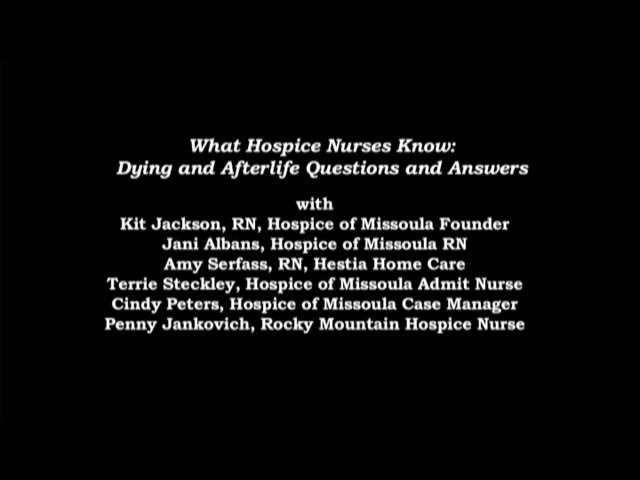 What Hospice Nurses Know:
Dying and Afterlife Questions and Answers
with
Kit Jackson, RN, Hospice of Missoula Founder
Jani Albans, Hospice of Missoula RN
Amy Serfass, RN, Hestia Home Care
Terrie Steckley, Hospice of Missoula Admit Nurse
Cindy Peters, Hospice of Missoula Case Manager
Penny Jankovich, Rocky Mountain Hospice Nurse